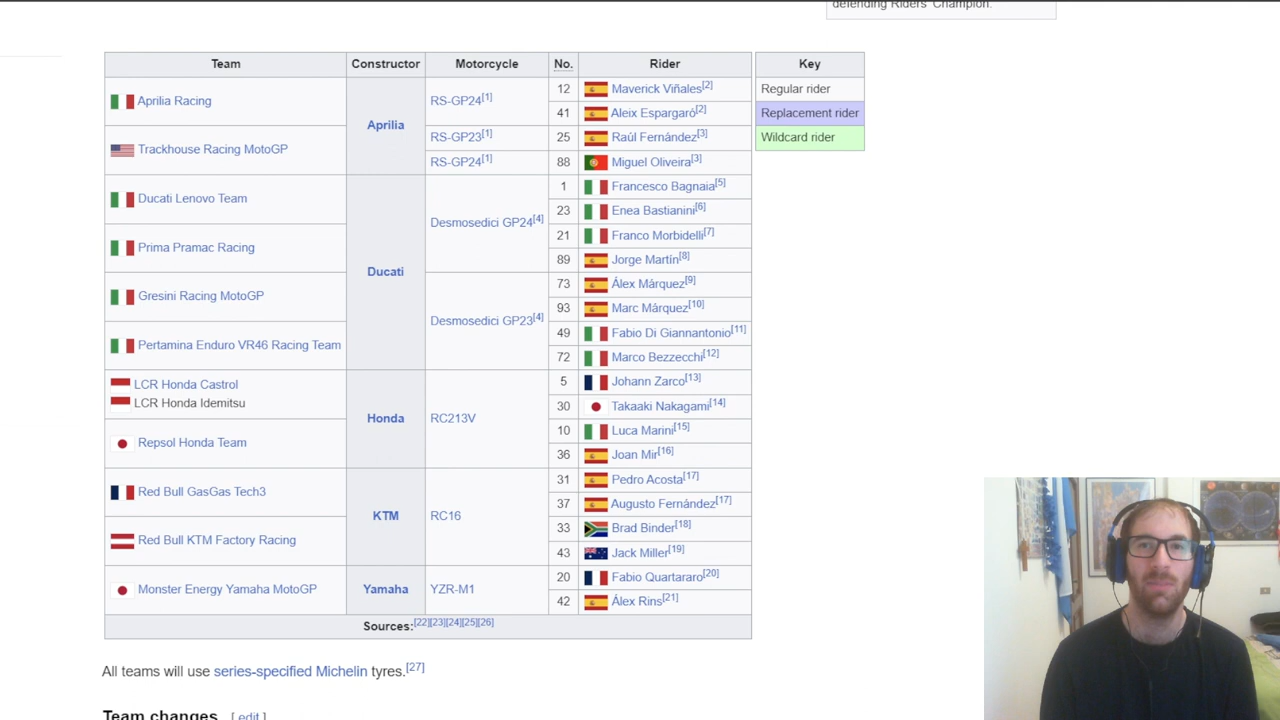 defending Riders' Champion.
Team Constructor Motorcycle No. Rider Key
Aprilia Racing Aprilia RS-GP24[1] 12 Maverick Viñales[2] Regular rider
41 Aleix Espargaró[2] Replacement rider
Trackhouse Racing MotoGP RS-GP23[1] 25 Raúl Fernández[3] Wildcard rider
RS-GP24[1] 88 Miguel Oliveira[3]
Ducati Lenovo Team Ducati Desmosedici GP24[4] 1 Francesco Bagnaia[5]
23 Enea Bastianini[6]
Prima Pramac Racing 21 Franco Morbidelli[7]
89 Jorge Martín[8]
Gresini Racing MotoGP Desmosedici GP23[4] 73 Álex Márquez[9]
93 Marc Márquez[10]
Pertamina Enduro VR46 Racing Team 49 Fabio Di Giannantonio[11]
72 Marco Bezzecchi[12]
LCR Honda Castrol Honda RC213V 5 Johann Zarco[13]
LCR Honda Idemitsu 30 Takaaki Nakagami[14]
Repsol Honda Team 10 Luca Marini[15]
36 Joan Mir[16]
Red Bull GasGas Tech3 KTM RC16 31 Pedro Acosta[17]
37 Augusto Fernández[17]
Red Bull KTM Factory Racing 33 Brad Binder[18]
43 Jack Miller[19]
Monster Energy Yamaha MotoGP Yamaha YZR-M1 20 Fabio Quartararo[20]
42 Álex Rins[21]
Sources:[22][23][24][25][26]
All teams will use series-specified Michelin tyres.[27]
Team changes [ edit ]